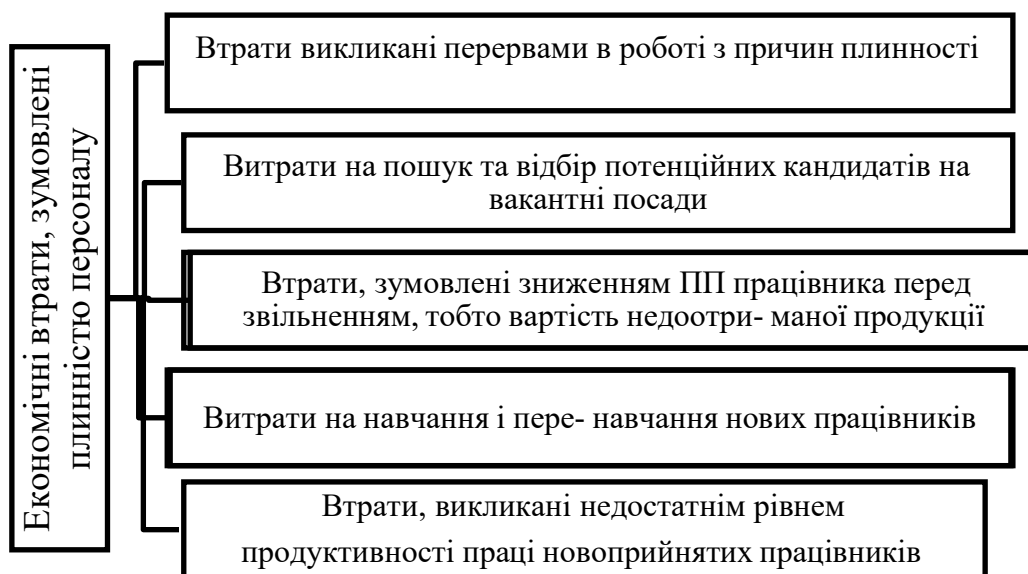 Економічні втрати, зумовлені
плинністю персоналу
Втрати викликані перервами в роботі з причин плинності
Витрати на пошук та відбір потенційних кандидатів на
вакантні посади
Втрати, зумовлені зниженням ПП працівника перед
звільненням, тобто вартість недоотри- маної продукції
Витрати на навчання і пере- навчання нових працівників
Втрати, викликані недостатнім рівнем
продуктивності праці новоприйнятих працівників